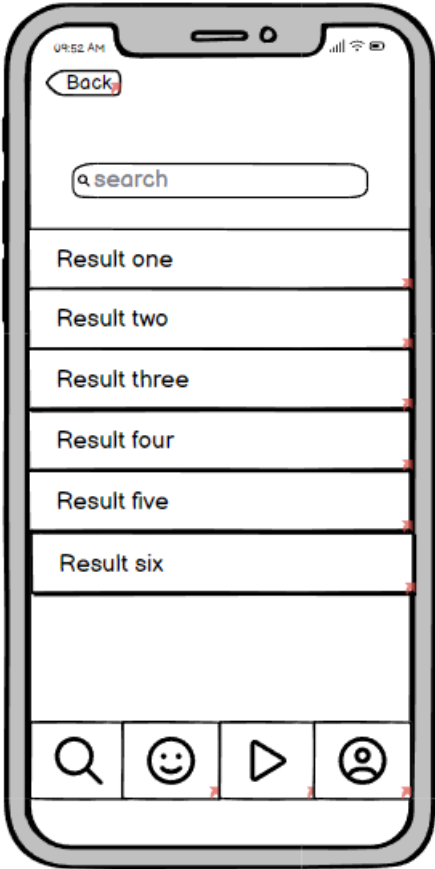 09:52 AM
Back
search
Result one
Result two
Result three
Result four
Result five
Result six